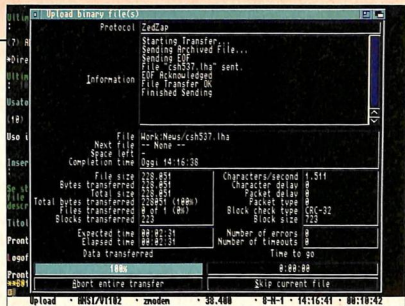 Upload binary file(s)
Protocol ZedZap
Information
Starting Transfer...
Sending Archived File...
Sending EOF
File "csh537.lha" sent.
EOF Acknowledged
File Transfer OK
Finished Sending
File Work:News/csh537.lha
Next file -- None --
Space left -
Completion time Oggi 14:16:38
File size 228.051
Bytes transferred 228.051
Total size 228.051
Total bytes transferred 228051 (100%)
Files transferred 0 of 1 (0%)
Blocks transferred 223
Characters/second 1.511
Character delay 0
Packet delay 0
Packet type 0
Block check type CRC-32
Block size 723
Expected time 00:02:31
Elapsed time 00:02:31
Number of errors 0
Number of timeouts 0
Data transferred
Time to go
100%
0:00:00
Abort entire transfer
Skip current file
Upload • ANSI/VT102 • zmodem • 38.400 • 8-N-1 • 14:16:41 • 00:10:42